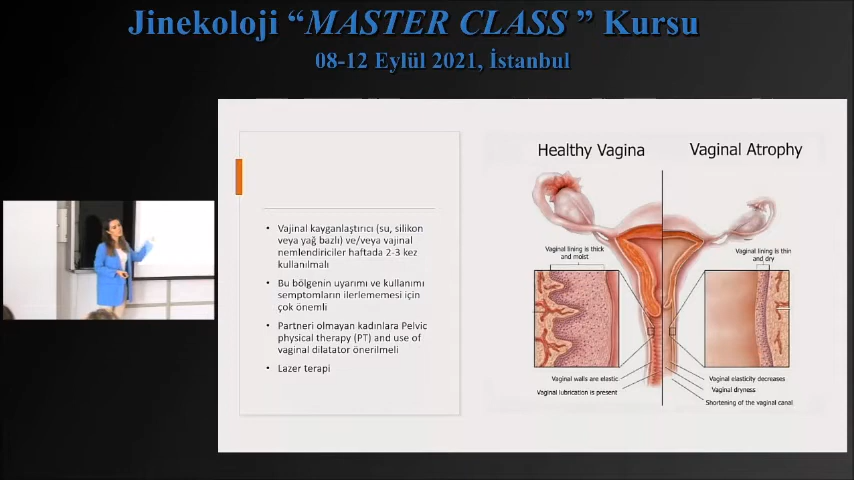 Jinekoloji “MASTER CLASS ” Kursu
08-12 Eylül 2021, İstanbul
• Vajinal kayganlaştırıcı (su, silikon
veya yağ bazlı) ve/veya vajinal
nemlendiriciler haftada 2-3 kez
kullanılmalı
• Bu bölgenin uyarımı ve kullanımı
semptomların ilerlememesi için
çok önemli
• Partneri olmayan kadınlara Pelvic
physical therapy (PT) and use of
vaginal dilatator önerilmeli
• Lazer terapi
Healthy Vagina
Vaginal Atrophy
Vaginal lining is thick
and moist
Vaginal lining is thin
and dry
Vaginal walls are elastic
Vaginal lubrication is present
Vaginal elasticity decreases
Vaginal dryness
Shortening of the vaginal canal